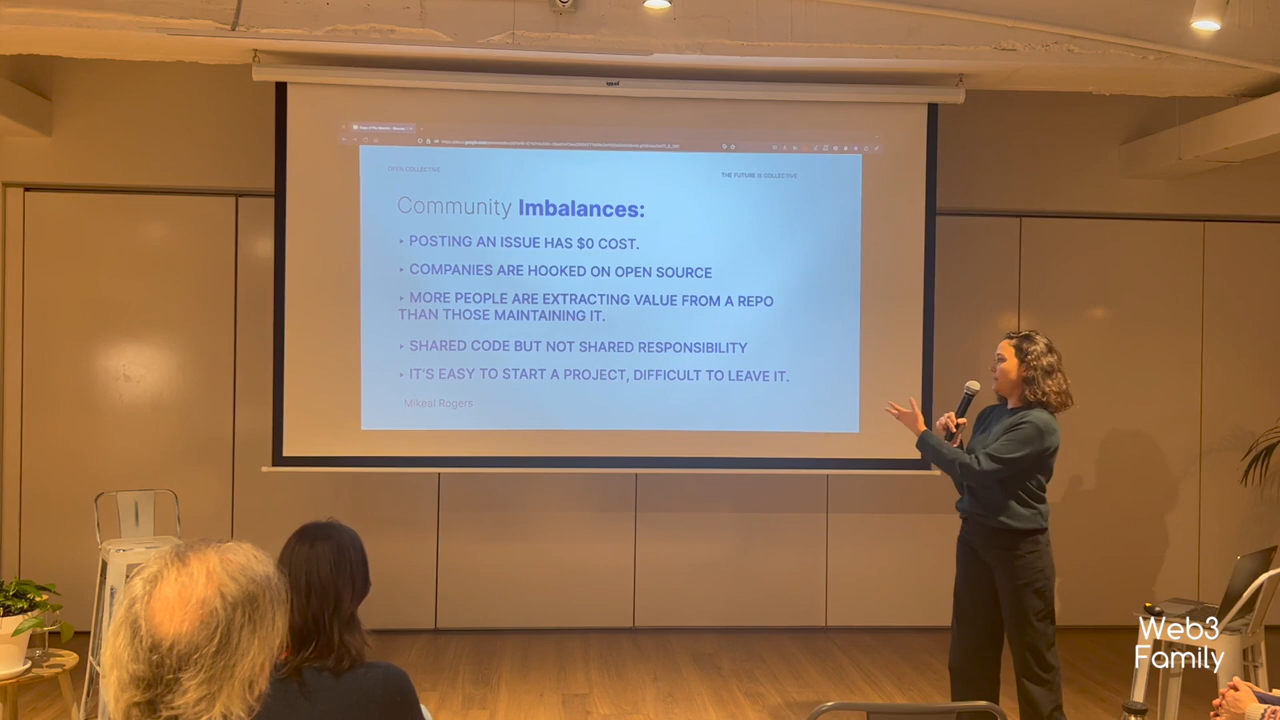 OPEN COLLECTIVE
THE FUTURE IS COLLECTIVE
Community Imbalances:
‣ POSTING AN ISSUE HAS $0 COST.
‣ COMPANIES ARE HOOKED ON OPEN SOURCE
‣ MORE PEOPLE ARE EXTRACTING VALUE FROM A REPO
THAN THOSE MAINTAINING IT.
‣ SHARED CODE BUT NOT SHARED RESPONSIBILITY
‣ IT'S EASY TO START A PROJECT, DIFFICULT TO LEAVE IT.
Mikeal Rogers
Web3
Family